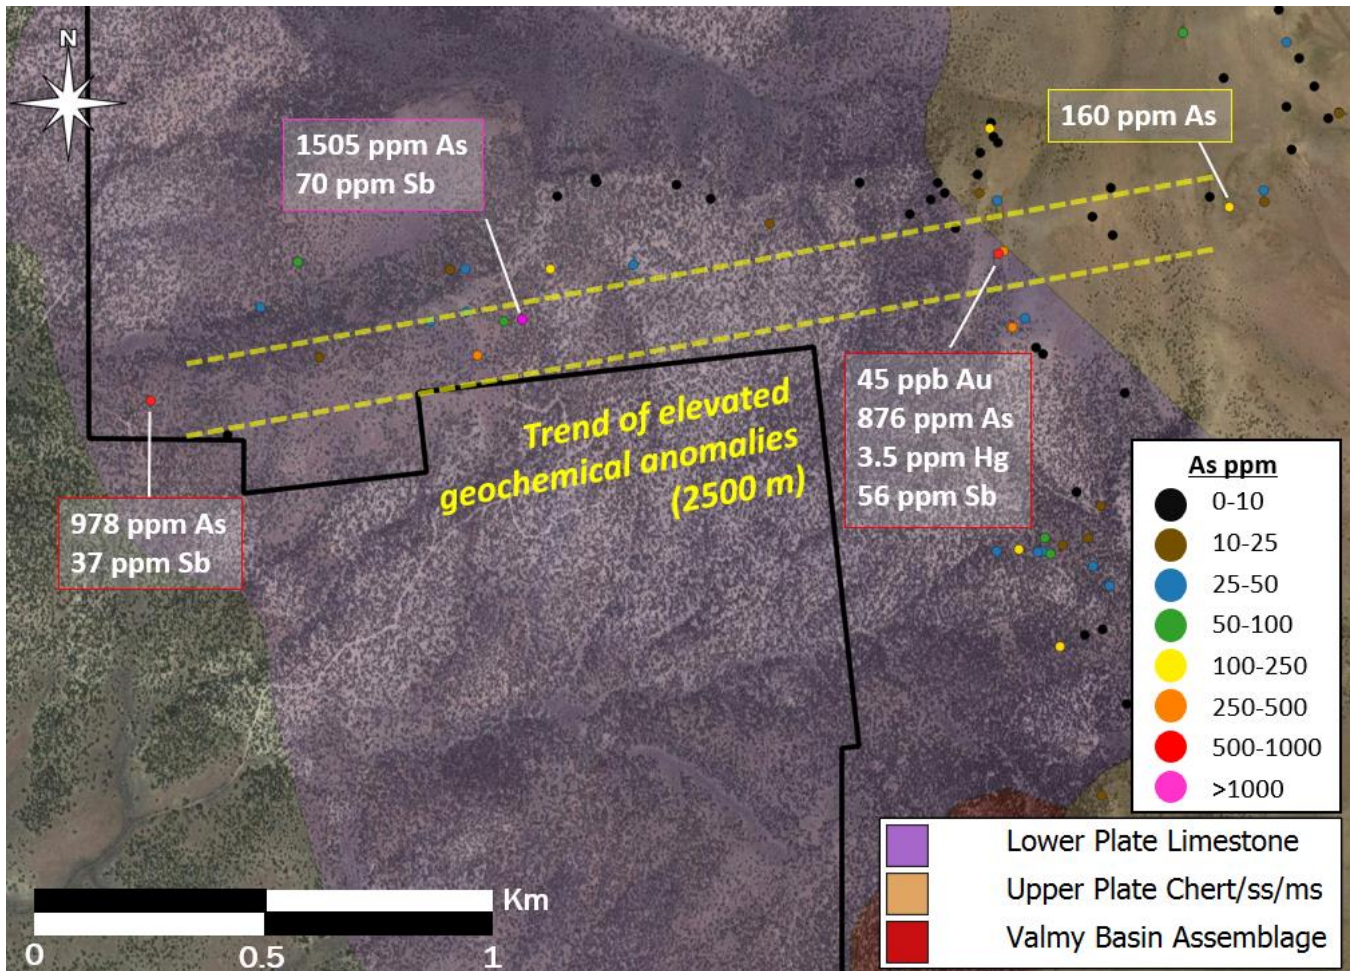 N
160 ppm As
1505 ppm As
70 ppm Sb
45 ppb Au
876 ppm As
3.5 ppm Hg
56 ppm Sb
Trend of elevated
geochemical anomalies
(2500 m)
978 ppm As
37 ppm Sb
As ppm
0-10
10-25
25-50
50-100
100-250
250-500
500-1000
>1000
Lower Plate Limestone
Upper Plate Chert/ss/ms
Valmy Basin Assemblage
Km
0 0.5 1